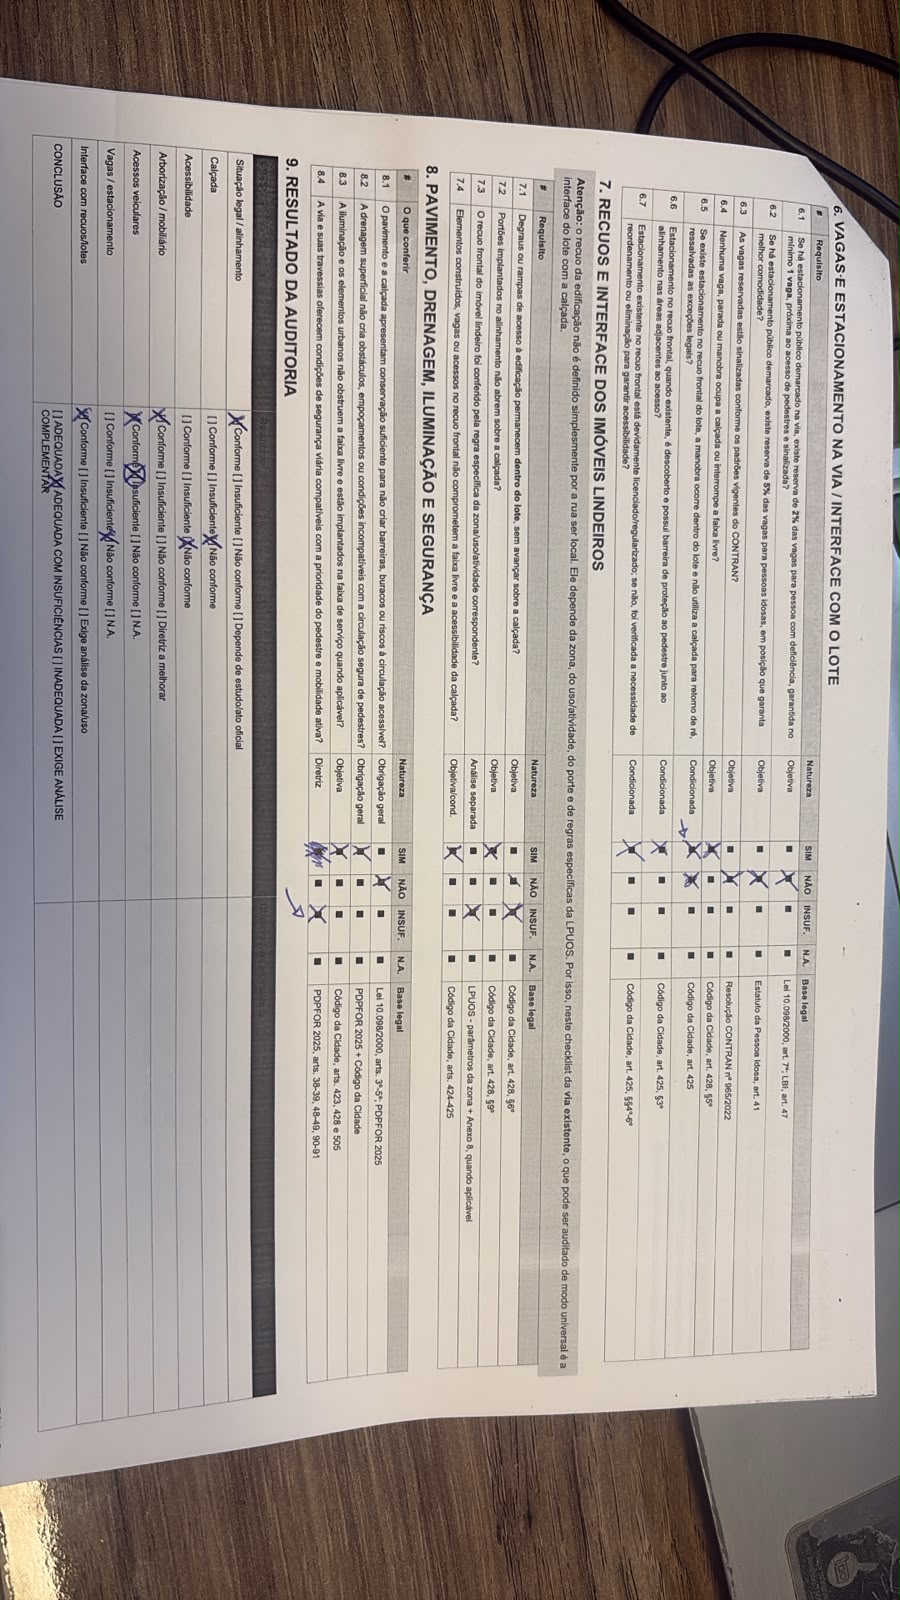 6. VAGAS E ESTACIONAMENTO NA VIA / INTERFACE COM O LOTE
# Requisito Natureza SIM NÃO INSUF. N.A. Base legal
6.1 Se há estacionamento público demarcado na via, existe reserva de 2% das vagas para pessoa com deficiência, garantida no Objetiva Lei 10.098/2000, art. 7º; LBI, art. 47
mínimo 1 vaga, próxima ao acesso de pedestres e sinalizada?
6.2 Se há estacionamento público demarcado, existe reserva de 5% das vagas para pessoas idosas, em posição que garanta Objetiva Estatuto da Pessoa Idosa, art. 41
melhor comodidade?
6.3 As vagas reservadas estão sinalizadas conforme os padrões vigentes do CONTRAN? Objetiva Resolução CONTRAN nº 965/2022
6.4 Nenhuma vaga, parada ou manobra ocupa a calçada ou interrompe a faixa livre? Objetiva Código da Cidade, art. 428, §5º
6.5 Se existe estacionamento no recuo frontal do lote, a manobra ocorre dentro do lote e não utiliza a calçada para retorno de ré, Condicionada Código da Cidade, art. 425
ressalvadas as exceções legais?
6.6 Estacionamento no recuo frontal, quando existente, é descoberto e possui barreira de proteção ao pedestre junto ao Condicionada Código da Cidade, art. 425, §3º
alinhamento nas áreas adjacentes ao acesso?
6.7 Estacionamento existente no recuo frontal está devidamente licenciado/regularizado; se não, foi verificada a necessidade de Condicionada Código da Cidade, art. 425, §§4º-6º
reordenamento ou eliminação para garantir acessibilidade?
7. RECUOS E INTERFACE DOS IMÓVEIS LINDEIROS
Atenção: o recuo da edificação não é definido simplesmente por a rua ser local. Ele depende da zona, do uso/atividade, do porte e de regras específicas da LPUOS. Por isso, neste checklist da via existente, o que pode ser auditado de modo universal é a
interface do lote com a calçada.
# Requisito Natureza SIM NÃO INSUF. N.A. Base legal
7.1 Degraus ou rampas de acesso à edificação permanecem dentro do lote, sem avançar sobre a calçada? Objetiva Código da Cidade, art. 428, §6º
7.2 Portões implantados no alinhamento não abrem sobre a calçada? Objetiva Código da Cidade, art. 428, §9º
7.3 O recuo frontal do imóvel lindeiro foi conferido pela regra específica da zona/uso/atividade correspondente? Análise separada LPUOS - parâmetros da zona + Anexo 8, quando aplicável
7.4 Elementos construídos, vagas ou acessos no recuo frontal não comprometem a faixa livre e a acessibilidade da calçada? Objetiva/cond. Código da Cidade, arts. 424-425
8. PAVIMENTO, DRENAGEM, ILUMINAÇÃO E SEGURANÇA
# O que conferir Natureza SIM NÃO INSUF. N.A. Base legal
8.1 O pavimento e a calçada apresentam conservação suficiente para não criar barreiras, buracos ou riscos à circulação acessível? Obrigação geral Lei 10.098/2000, arts. 3º-5º; PDPFOR 2025
8.2 A drenagem superficial não cria obstáculos, empoçamentos ou condições incompatíveis com a circulação segura de pedestres? Obrigação geral PDPFOR 2025 + Código da Cidade
8.3 A iluminação e os elementos urbanos não obstruem a faixa livre e estão implantados na faixa de serviço quando aplicável? Objetiva Código da Cidade, arts. 423, 428 e 505
8.4 A via e suas travessias oferecem condições de segurança viária compatíveis com a prioridade do pedestre e mobilidade ativa? Diretriz PDPFOR 2025, arts. 38-39, 48-49, 90-91
9. RESULTADO DA AUDITORIA
Situação legal / alinhamento [X] Conforme [ ] Insuficiente [ ] Não conforme [ ] Depende de estudo/ato oficial
Calçada [ ] Conforme [ ] Insuficiente [X] Não conforme
Acessibilidade [ ] Conforme [ ] Insuficiente [X] Não conforme
Arborização / mobiliário [X] Conforme [ ] Insuficiente [ ] Não conforme [ ] Diretriz a melhorar
Acessos veiculares [X] Conforme [X] Insuficiente [ ] Não conforme [ ] N.A.
Vagas / estacionamento [ ] Conforme [ ] Insuficiente [X] Não conforme [ ] N.A.
Interface com recuos/lotes [X] Conforme [ ] Insuficiente [ ] Não conforme [ ] Exige análise da zona/uso
CONCLUSÃO [ ] ADEQUADA [X] ADEQUADA COM INSUFICIÊNCIAS [ ] INADEQUADA [ ] EXIGE ANÁLISE
COMPLEMENTAR